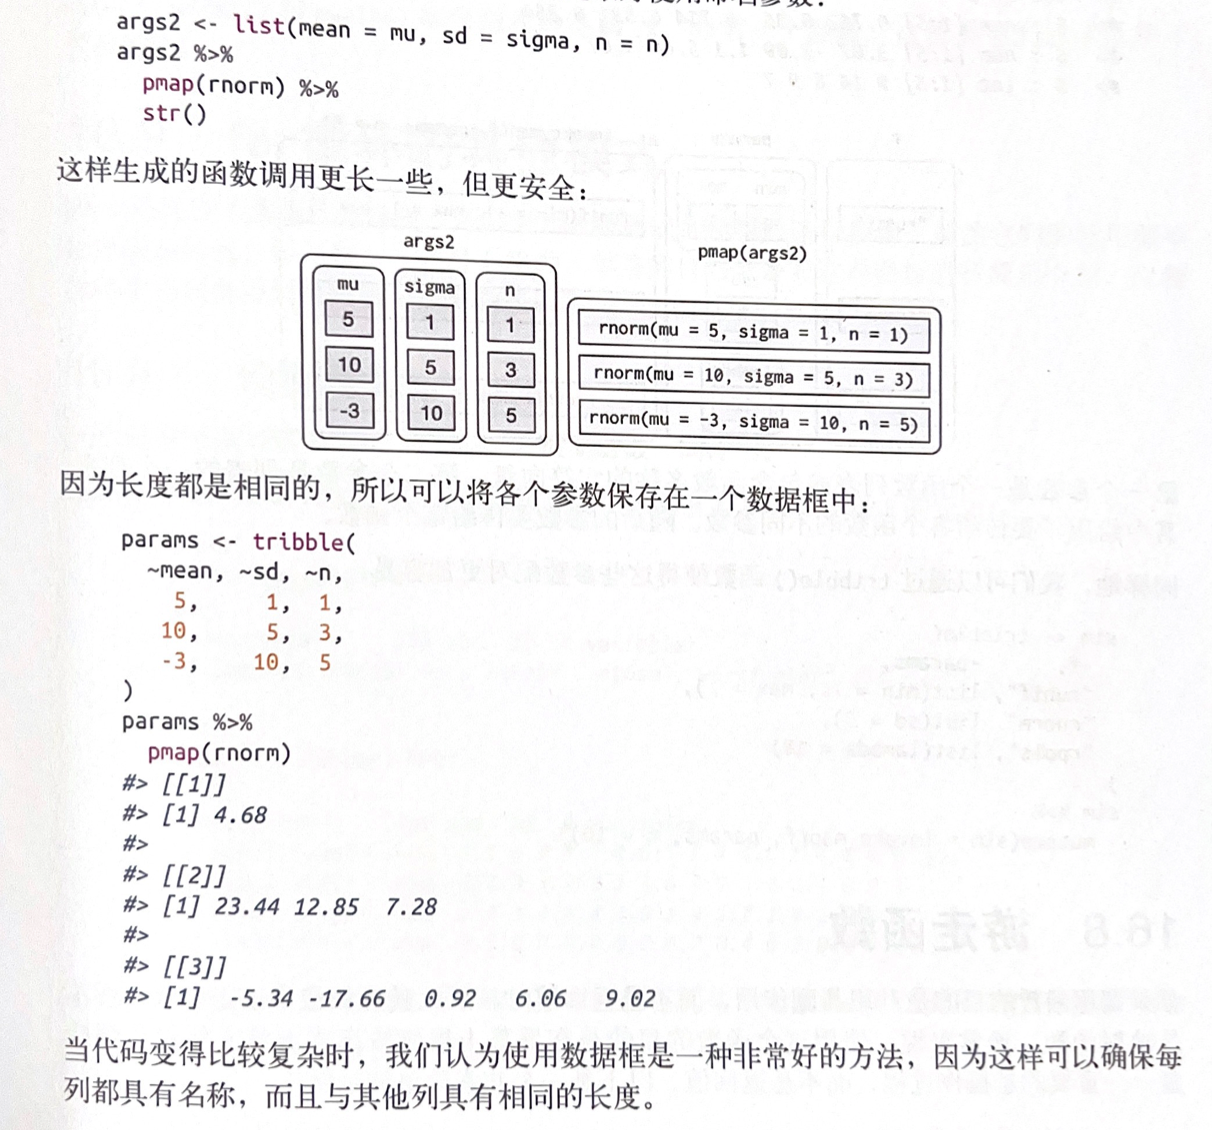 使用命名参数：
args2 <- list(mean = mu, sd = sigma, n = n)
args2 %>%
  pmap(rnorm) %>%
  str()
这样生成的函数调用更长一些，但更安全：
args2
mu sigma n
5 1 1
10 5 3
-3 10 5
pmap(args2)
rnorm(mu = 5, sigma = 1, n = 1)
rnorm(mu = 10, sigma = 5, n = 3)
rnorm(mu = -3, sigma = 10, n = 5)
因为长度都是相同的，所以可以将各个参数保存在一个数据框中：
params <- tribble(
  ~mean, ~sd, ~n,
    5,     1,  1,
   10,     5,  3,
   -3,    10,  5
)
params %>%
  pmap(rnorm)
#> [[1]]
#> [1] 4.68
#>
#> [[2]]
#> [1] 23.44 12.85  7.28
#>
#> [[3]]
#> [1]  -5.34 -17.66   0.92   6.06   9.02
当代码变得比较复杂时，我们认为使用数据框是一种非常好的方法，因为这样可以确保每
列都具有名称，而且与其他列具有相同的长度。